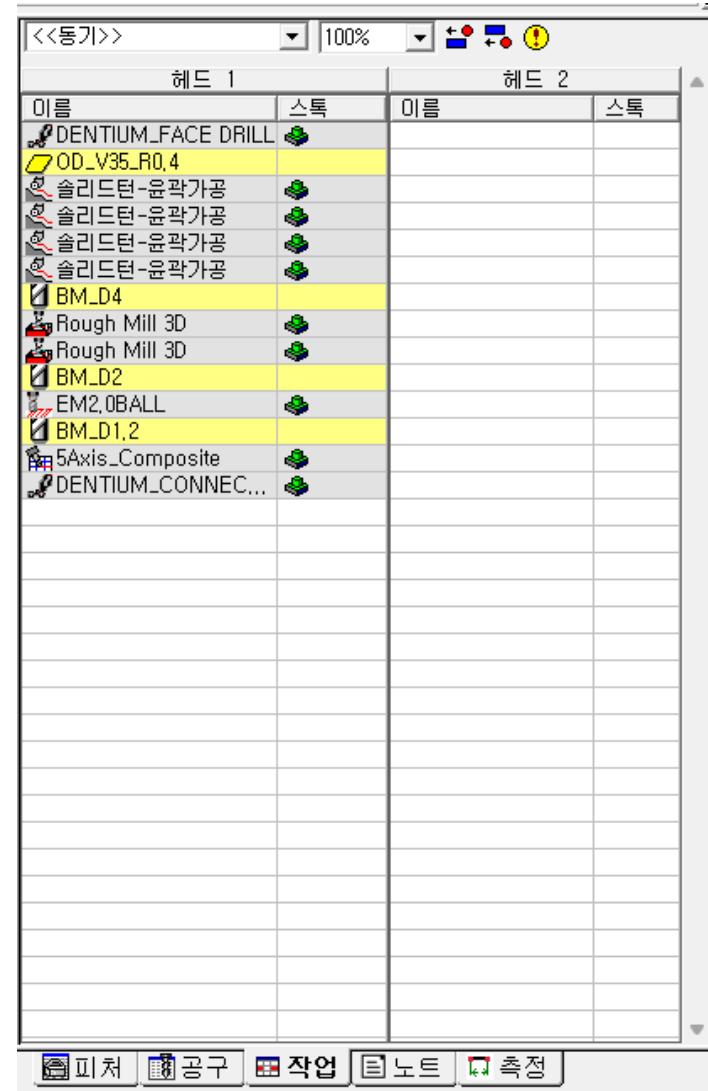 <<동기>> 100%
헤드 1 헤드 2
이름 스톡 이름 스톡
DENTIUM_FACE DRILL
OD_V35_R0,4
솔리드턴-윤곽가공
솔리드턴-윤곽가공
솔리드턴-윤곽가공
솔리드턴-윤곽가공
BM_D4
Rough Mill 3D
Rough Mill 3D
BM_D2
EM2,0BALL
BM_D1,2
5Axis_Composite
DENTIUM_CONNEC,,,
피처 공구 작업 노트 측정